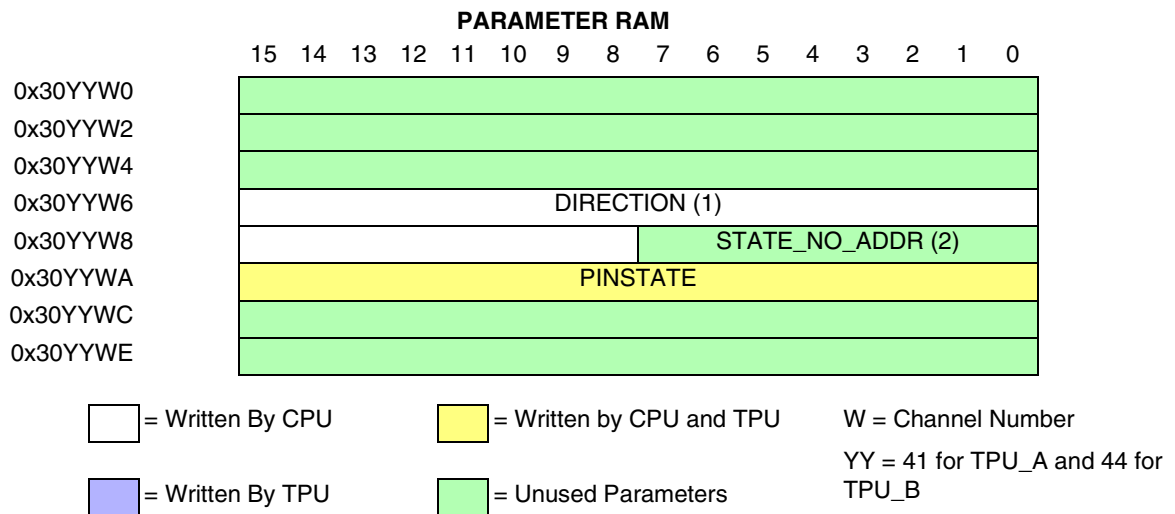 PARAMETER RAM
15 14 13 12 11 10 9 8 7 6 5 4 3 2 1 0
0x30YYW0
0x30YYW2
0x30YYW4
0x30YYW6 DIRECTION (1)
0x30YYW8 STATE_NO_ADDR (2)
0x30YYWA PINSTATE
0x30YYWC
0x30YYWE
= Written By CPU = Written by CPU and TPU W = Channel Number
YY = 41 for TPU_A and 44 for
= Written By TPU = Unused Parameters TPU_B